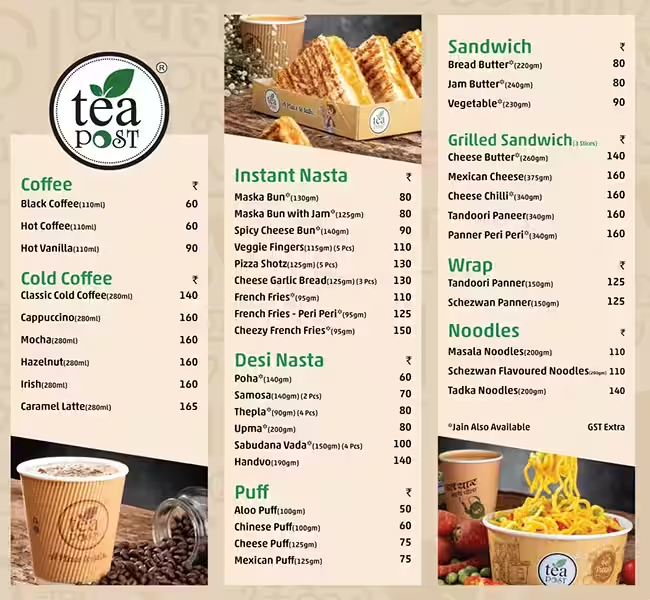 tea
POST
®
Coffee ₹
Black Coffee(110ml) 60
Hot Coffee(110ml) 60
Hot Vanilla(110ml) 90
Cold Coffee ₹
Classic Cold Coffee(280ml) 140
Cappuccino(280ml) 160
Mocha(280ml) 160
Hazelnut(280ml) 160
Irish(280ml) 160
Caramel Latte(280ml) 165
tea
POST
tea
POST
Instant Nasta ₹
Maska Bun*(130gm) 80
Maska Bun with Jam*(125gm) 80
Spicy Cheese Bun*(140gm) 90
Veggie Fingers(115gm) (5 Pcs) 110
Pizza Shotz(125gm) (5 Pcs) 130
Cheese Garlic Bread(125gm) (3 Pcs) 130
French Fries*(95gm) 110
French Fries - Peri Peri*(95gm) 125
Cheezy French Fries*(95gm) 150
Desi Nasta ₹
Poha*(140gm) 60
Samosa(140gm) (2 Pcs) 70
Thepla*(90gm) (4 Pcs) 80
Upma*(200gm) 80
Sabudana Vada*(150gm) (4 Pcs) 100
Handvo(190gm) 140
Puff ₹
Aloo Puff(100gm) 50
Chinese Puff(100gm) 60
Cheese Puff(125gm) 75
Mexican Puff(125gm) 75
Sandwich ₹
Bread Butter*(220gm) 80
Jam Butter*(240gm) 80
Vegetable*(230gm) 90
Grilled Sandwich(3 Slices) ₹
Cheese Butter*(260gm) 140
Mexican Cheese(375gm) 160
Cheese Chilli*(340gm) 160
Tandoori Paneer(340gm) 160
Panner Peri Peri*(340gm) 160
Wrap ₹
Tandoori Panner(150gm) 125
Schezwan Panner(150gm) 125
Noodles ₹
Masala Noodles(200gm) 110
Schezwan Flavoured Noodles(200gm) 110
Tadka Noodles(200gm) 140
*Jain Also Available GST Extra
tea
POST